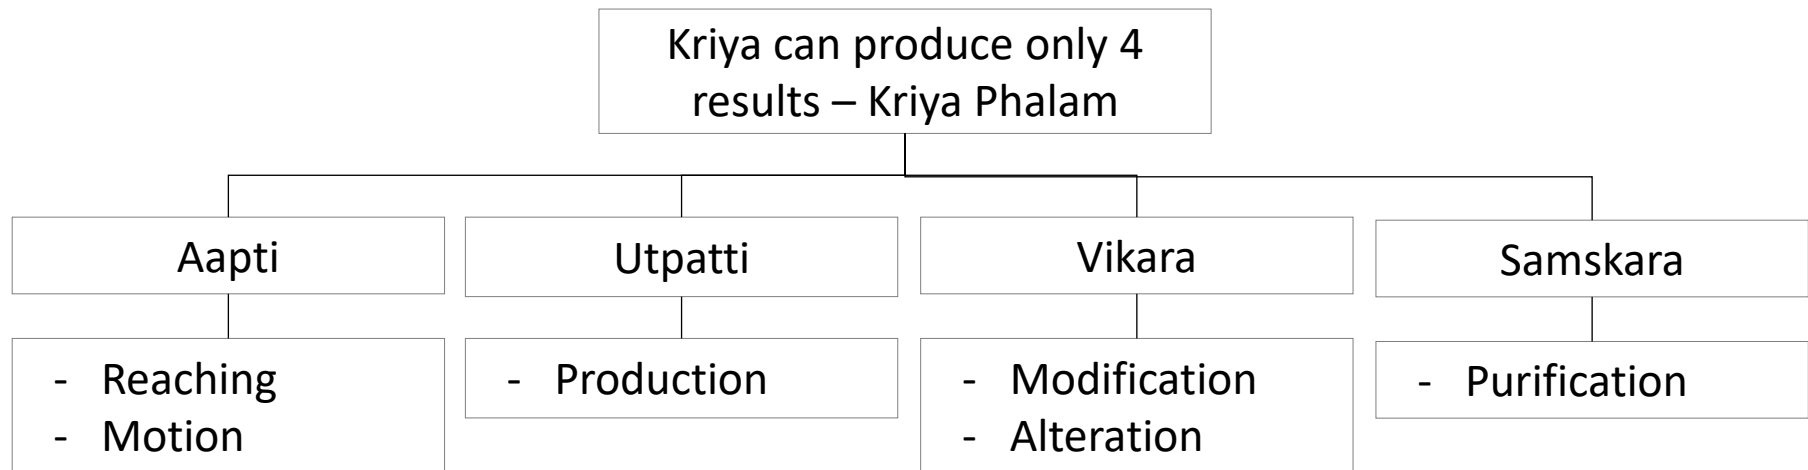 Kriya can produce only 4
results – Kriya Phalam
Aapti
Utpatti
Vikara
Samskara
- Reaching
- Motion
- Production
- Modification
- Alteration
- Purification